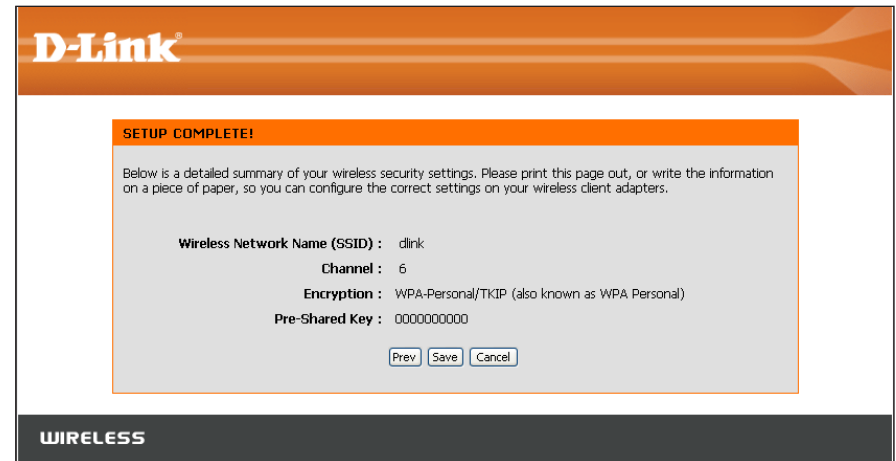 D-Link®
SETUP COMPLETE!
Below is a detailed summary of your wireless security settings. Please print this page out, or write the information
on a piece of paper, so you can configure the correct settings on your wireless client adapters.
Wireless Network Name (SSID) : dlink
Channel : 6
Encryption : WPA-Personal/TKIP (also known as WPA Personal)
Pre-Shared Key : 0000000000
Prev Save Cancel
WIRELESS